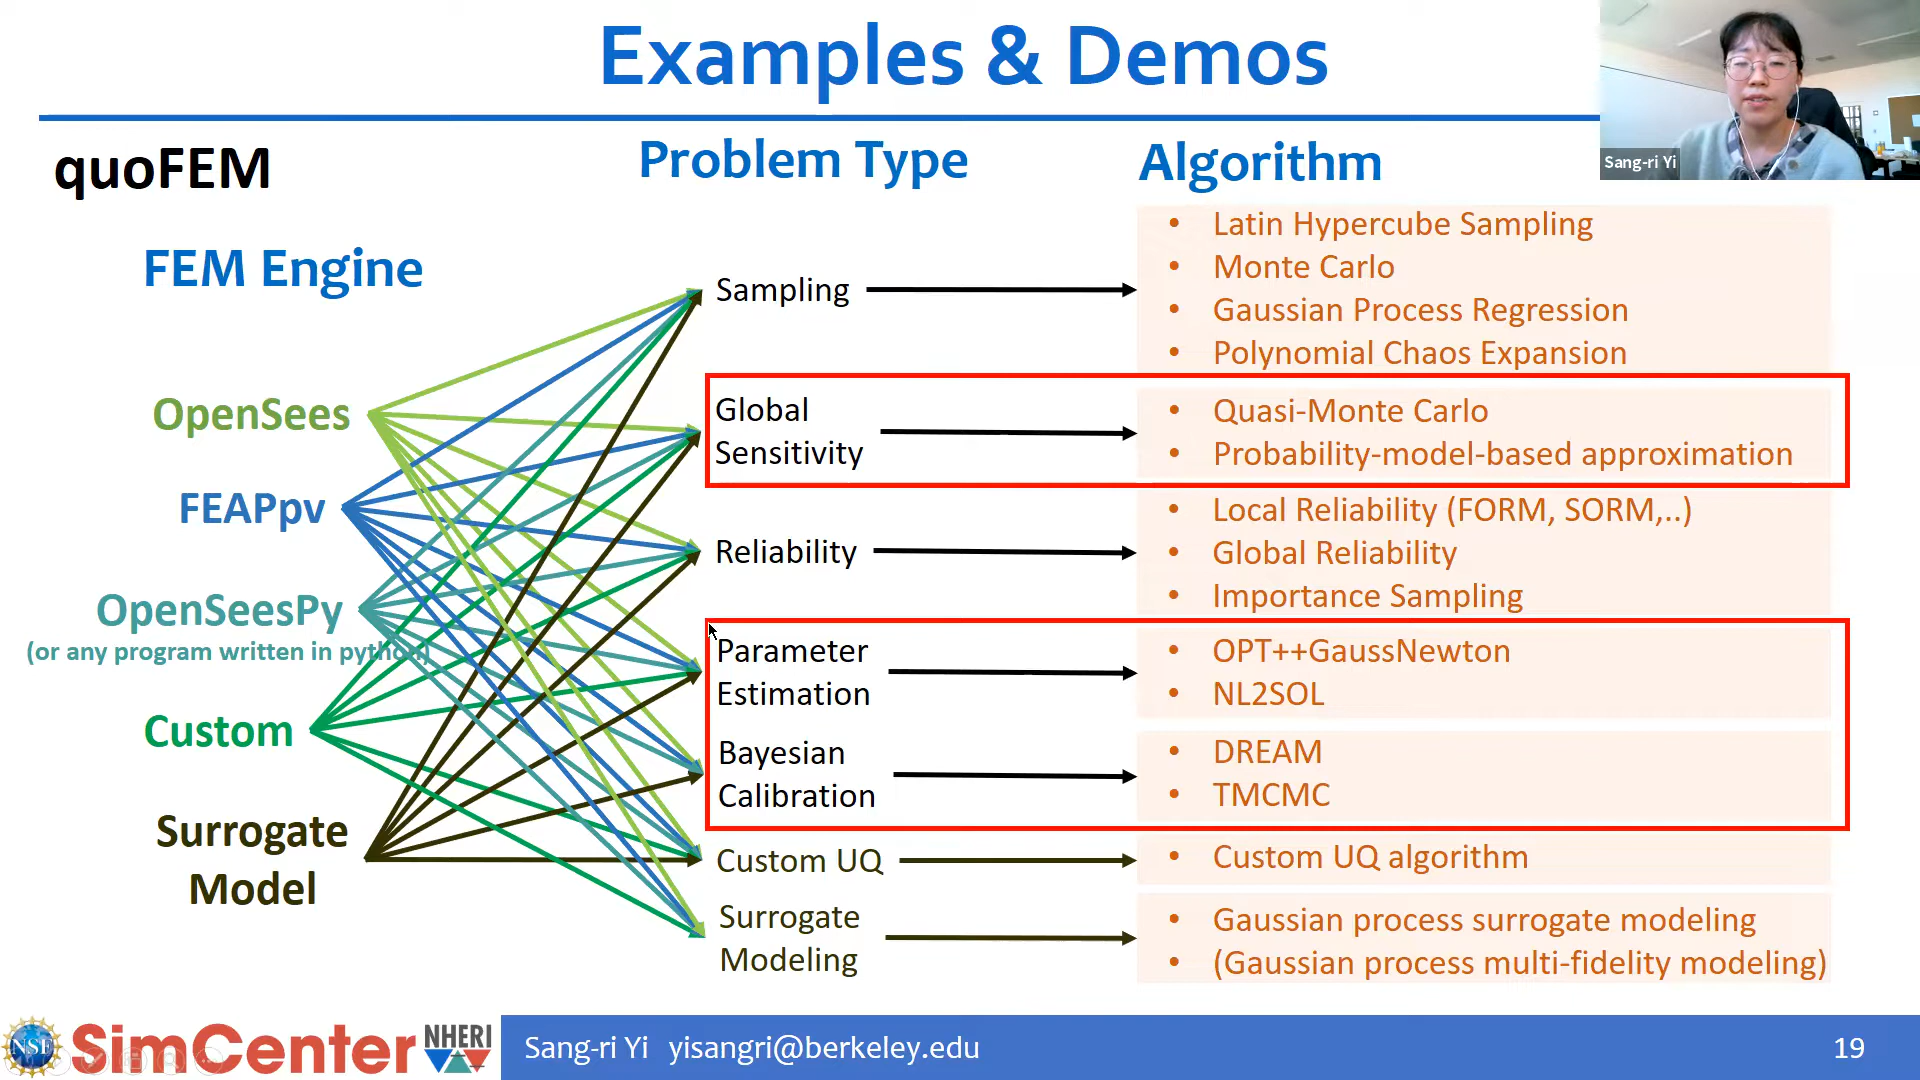 Examples & Demos
Sang-ri Yi
quoFEM
Problem Type
Algorithm
FEM Engine
OpenSees
FEAPpv
OpenSeesPy
(or any program written in python)
Custom
Surrogate
Model
Sampling
• Latin Hypercube Sampling
• Monte Carlo
• Gaussian Process Regression
• Polynomial Chaos Expansion
Global
Sensitivity
• Quasi-Monte Carlo
• Probability-model-based approximation
Reliability
• Local Reliability (FORM, SORM,..)
• Global Reliability
• Importance Sampling
Parameter
Estimation
• OPT++GaussNewton
• NL2SOL
Bayesian
Calibration
• DREAM
• TMCMC
Custom UQ
• Custom UQ algorithm
Surrogate
Modeling
• Gaussian process surrogate modeling
• (Gaussian process multi-fidelity modeling)
NSF
SimCenter
NHERI
Sang-ri Yi yisangri@berkeley.edu
19